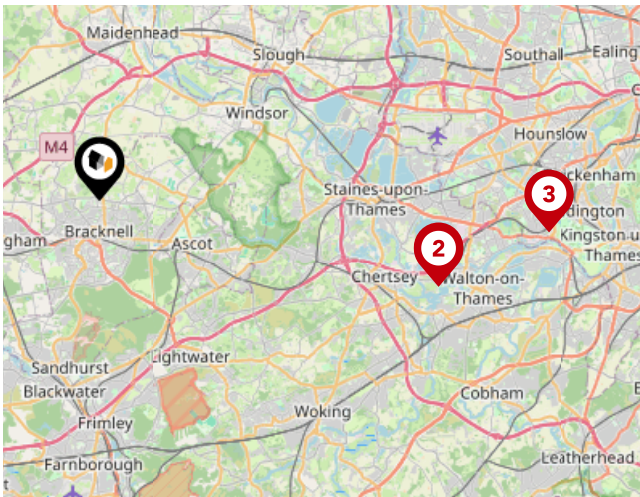 Maidenhead
Slough
Southall
Ealing
Windsor
M4
Hounslow
ckenham
3
Staines-upon-
Thames
dington
Kingston-u
Thames
gham
Bracknell
Ascot
2
Chertsey
Walton-on-
Thames
Lightwater
Sandhurst
Blackwater
Cobham
Woking
Frimley
Farnborough
Leatherhead